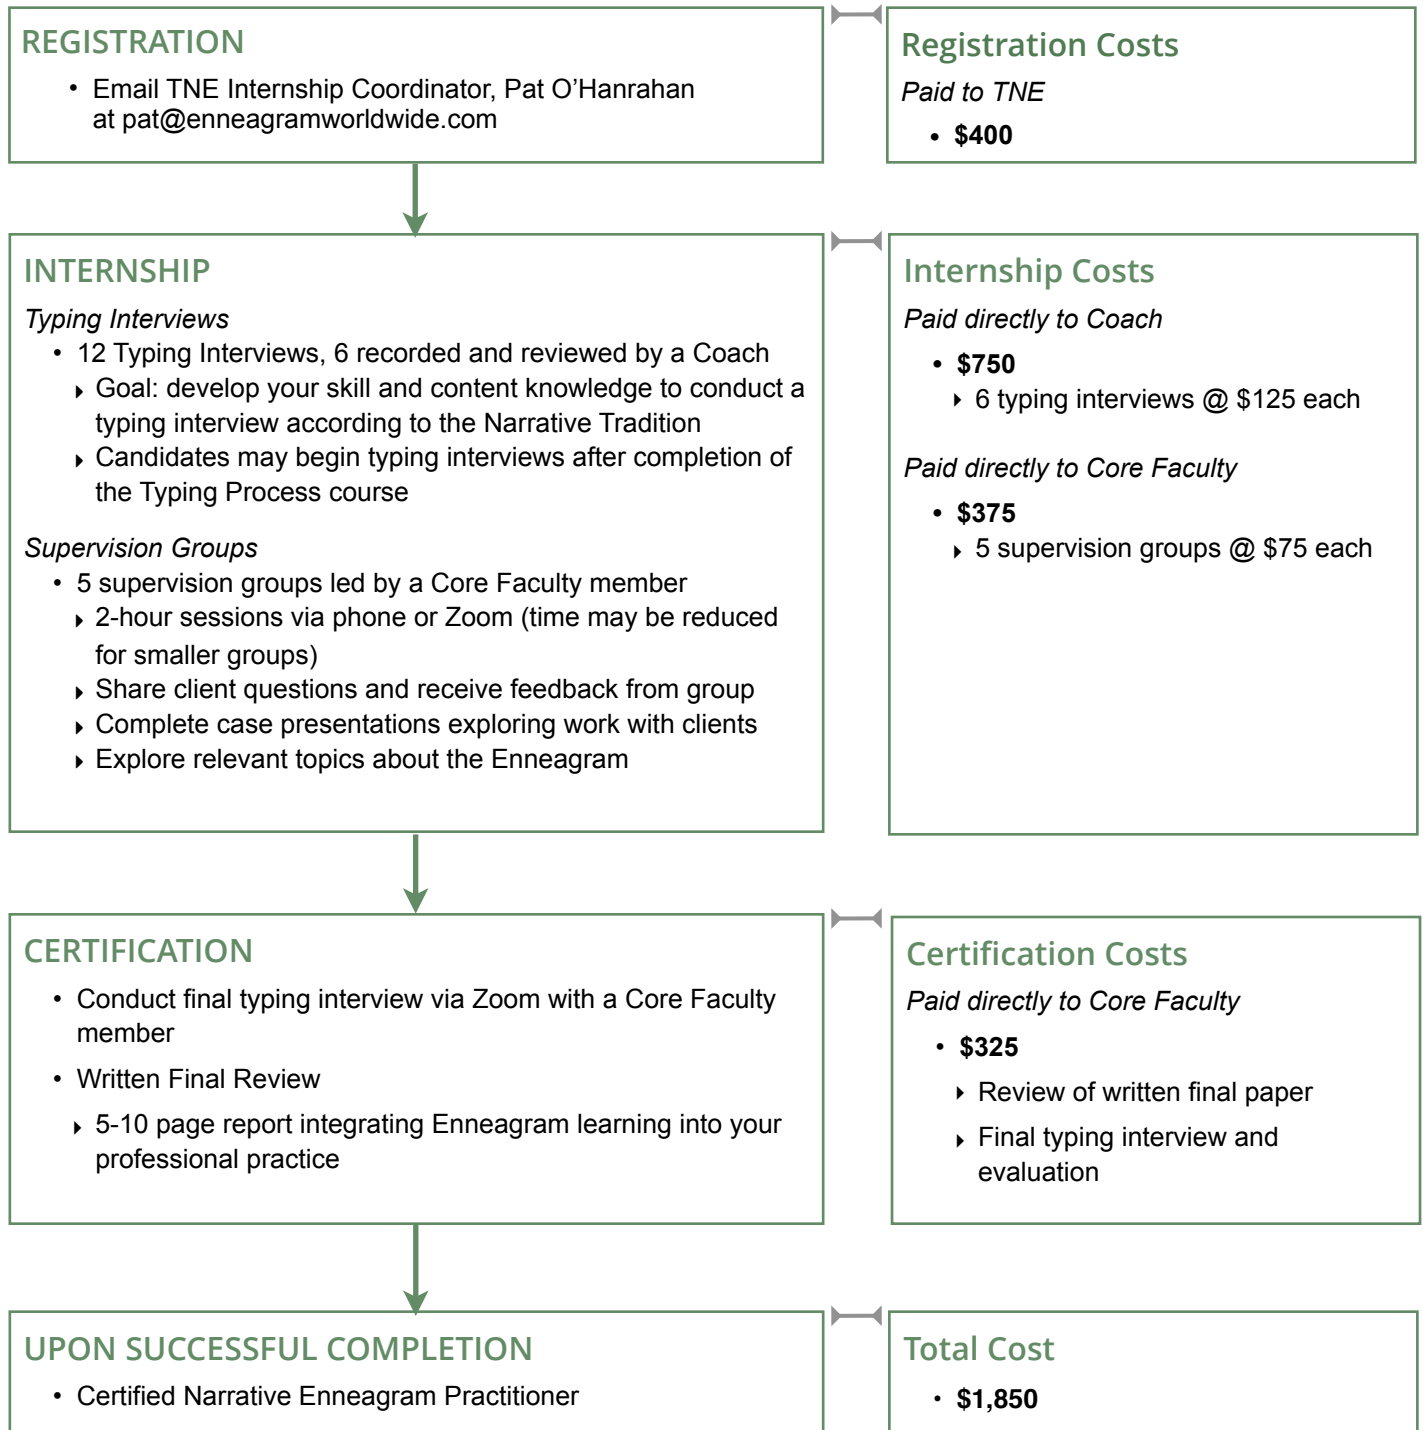 REGISTRATION
• Email TNE Internship Coordinator, Pat O’Hanrahan
at pat@enneagramworldwide.com
Registration Costs
Paid to TNE
• $400
INTERNSHIP
Typing Interviews
• 12 Typing Interviews, 6 recorded and reviewed by a Coach
▸ Goal: develop your skill and content knowledge to conduct a
typing interview according to the Narrative Tradition
▸ Candidates may begin typing interviews after completion of
the Typing Process course
Supervision Groups
• 5 supervision groups led by a Core Faculty member
▸ 2-hour sessions via phone or Zoom (time may be reduced
for smaller groups)
▸ Share client questions and receive feedback from group
▸ Complete case presentations exploring work with clients
▸ Explore relevant topics about the Enneagram
Internship Costs
Paid directly to Coach
• $750
▸ 6 typing interviews @ $125 each
Paid directly to Core Faculty
• $375
▸ 5 supervision groups @ $75 each
CERTIFICATION
• Conduct final typing interview via Zoom with a Core Faculty
member
• Written Final Review
▸ 5-10 page report integrating Enneagram learning into your
professional practice
Certification Costs
Paid directly to Core Faculty
• $325
▸ Review of written final paper
▸ Final typing interview and
evaluation
UPON SUCCESSFUL COMPLETION
• Certified Narrative Enneagram Practitioner
Total Cost
• $1,850